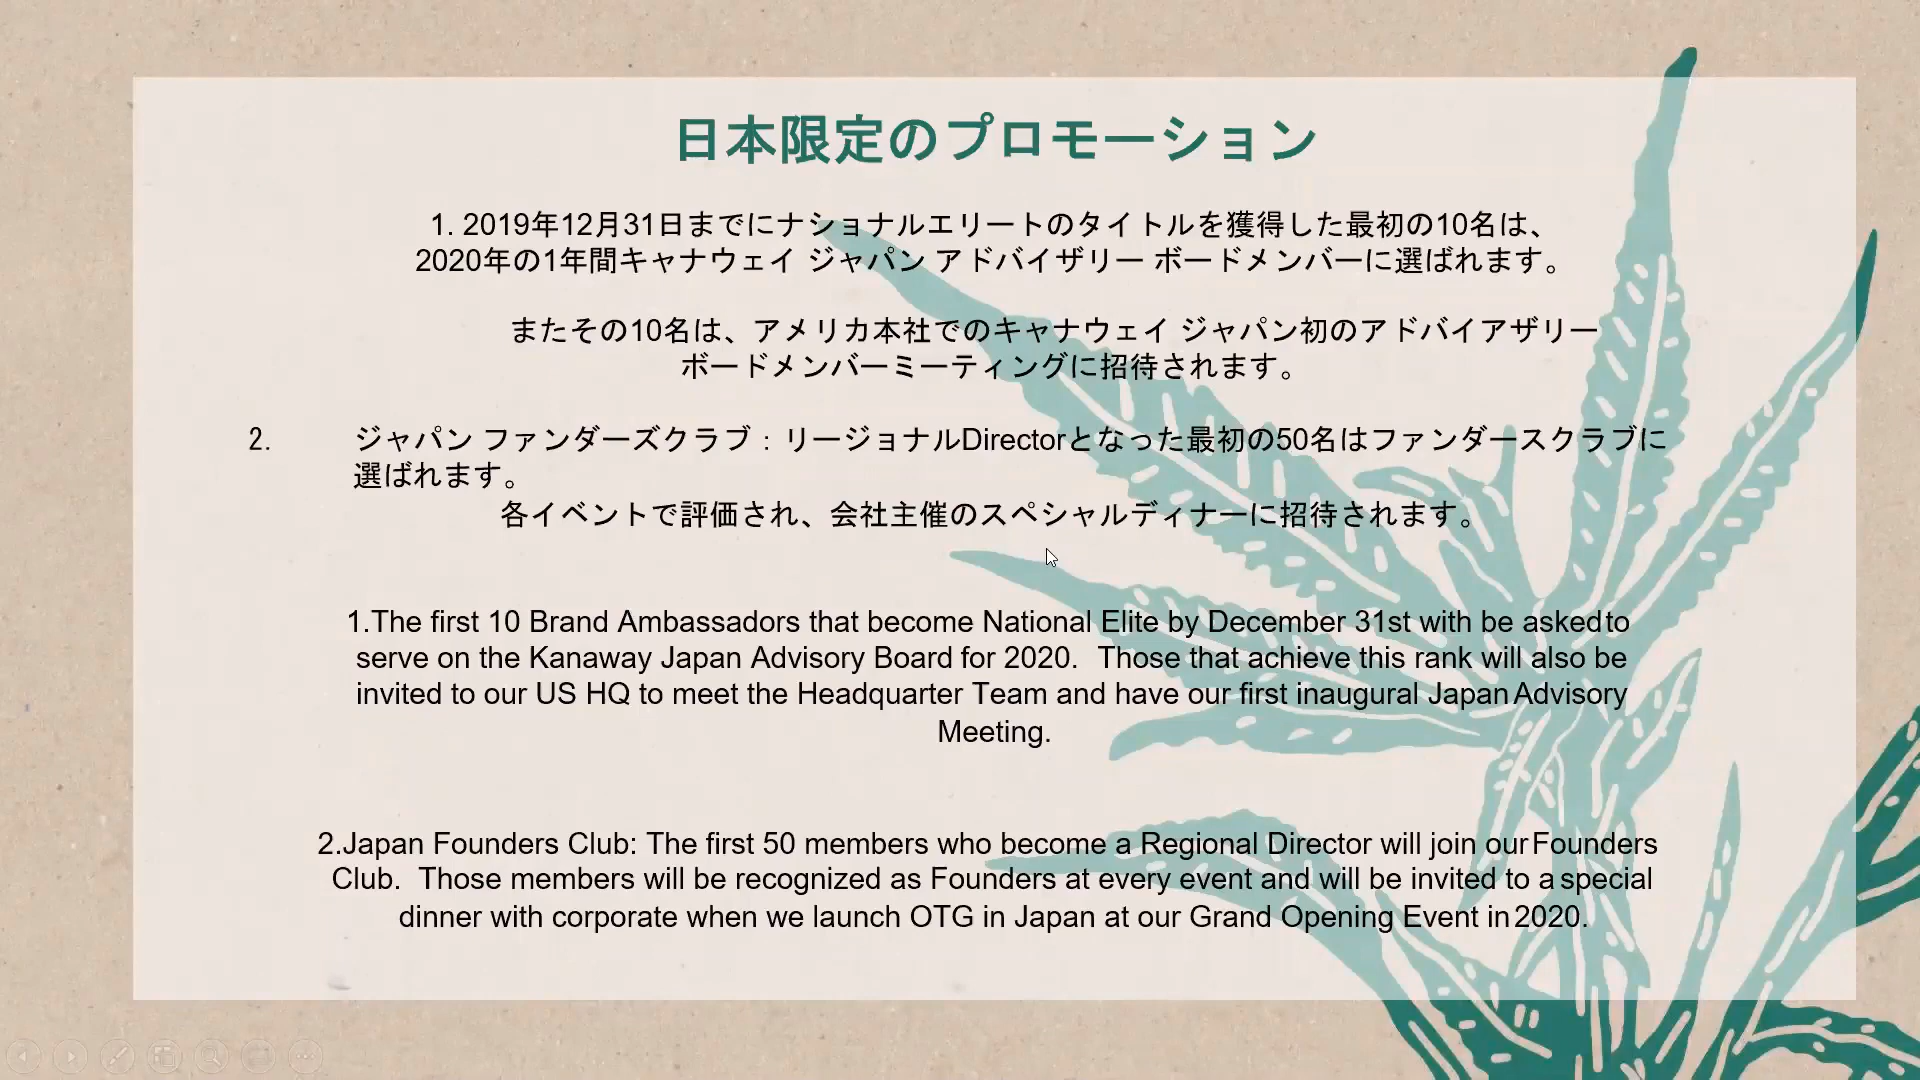 日本限定のプロモーション
1. 2019年12月31日までにナショナルエリートのタイトルを獲得した最初の10名は、
2020年の1年間キャナウェイ ジャパン アドバイザリー ボードメンバーに選ばれます。
またその10名は、アメリカ本社でのキャナウェイ ジャパン初のアドバイアザリー
ボードメンバーミーティングに招待されます。
2. ジャパン ファンダーズクラブ：リージョナルDirectorとなった最初の50名はファンダースクラブに
選ばれます。
各イベントで評価され、会社主催のスペシャルディナーに招待されます。
1.The first 10 Brand Ambassadors that become National Elite by December 31st with be asked to
serve on the Kanaway Japan Advisory Board for 2020. Those that achieve this rank will also be
invited to our US HQ to meet the Headquarter Team and have our first inaugural Japan Advisory
Meeting.
2.Japan Founders Club: The first 50 members who become a Regional Director will join our Founders
Club. Those members will be recognized as Founders at every event and will be invited to a special
dinner with corporate when we launch OTG in Japan at our Grand Opening Event in 2020.